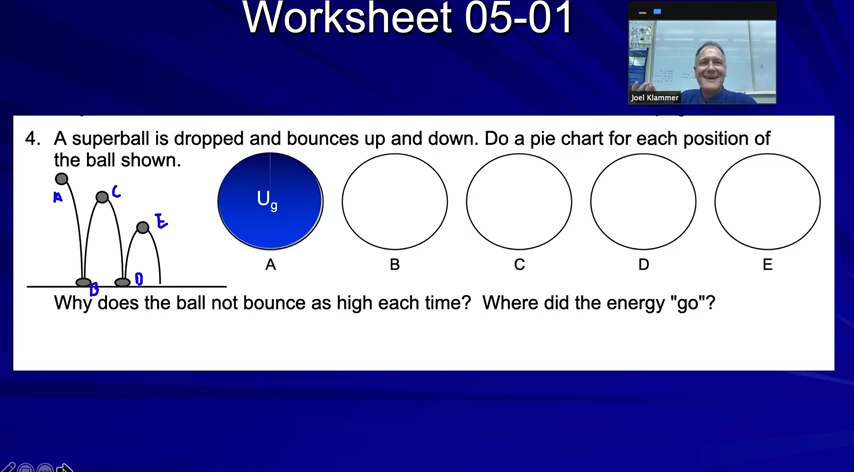 Worksheet 05-01
Joel Klammer
4. A superball is dropped and bounces up and down. Do a pie chart for each position of
the ball shown.
A
C
E
B
D
Ug
A
B
C
D
E
Why does the ball not bounce as high each time? Where did the energy "go"?